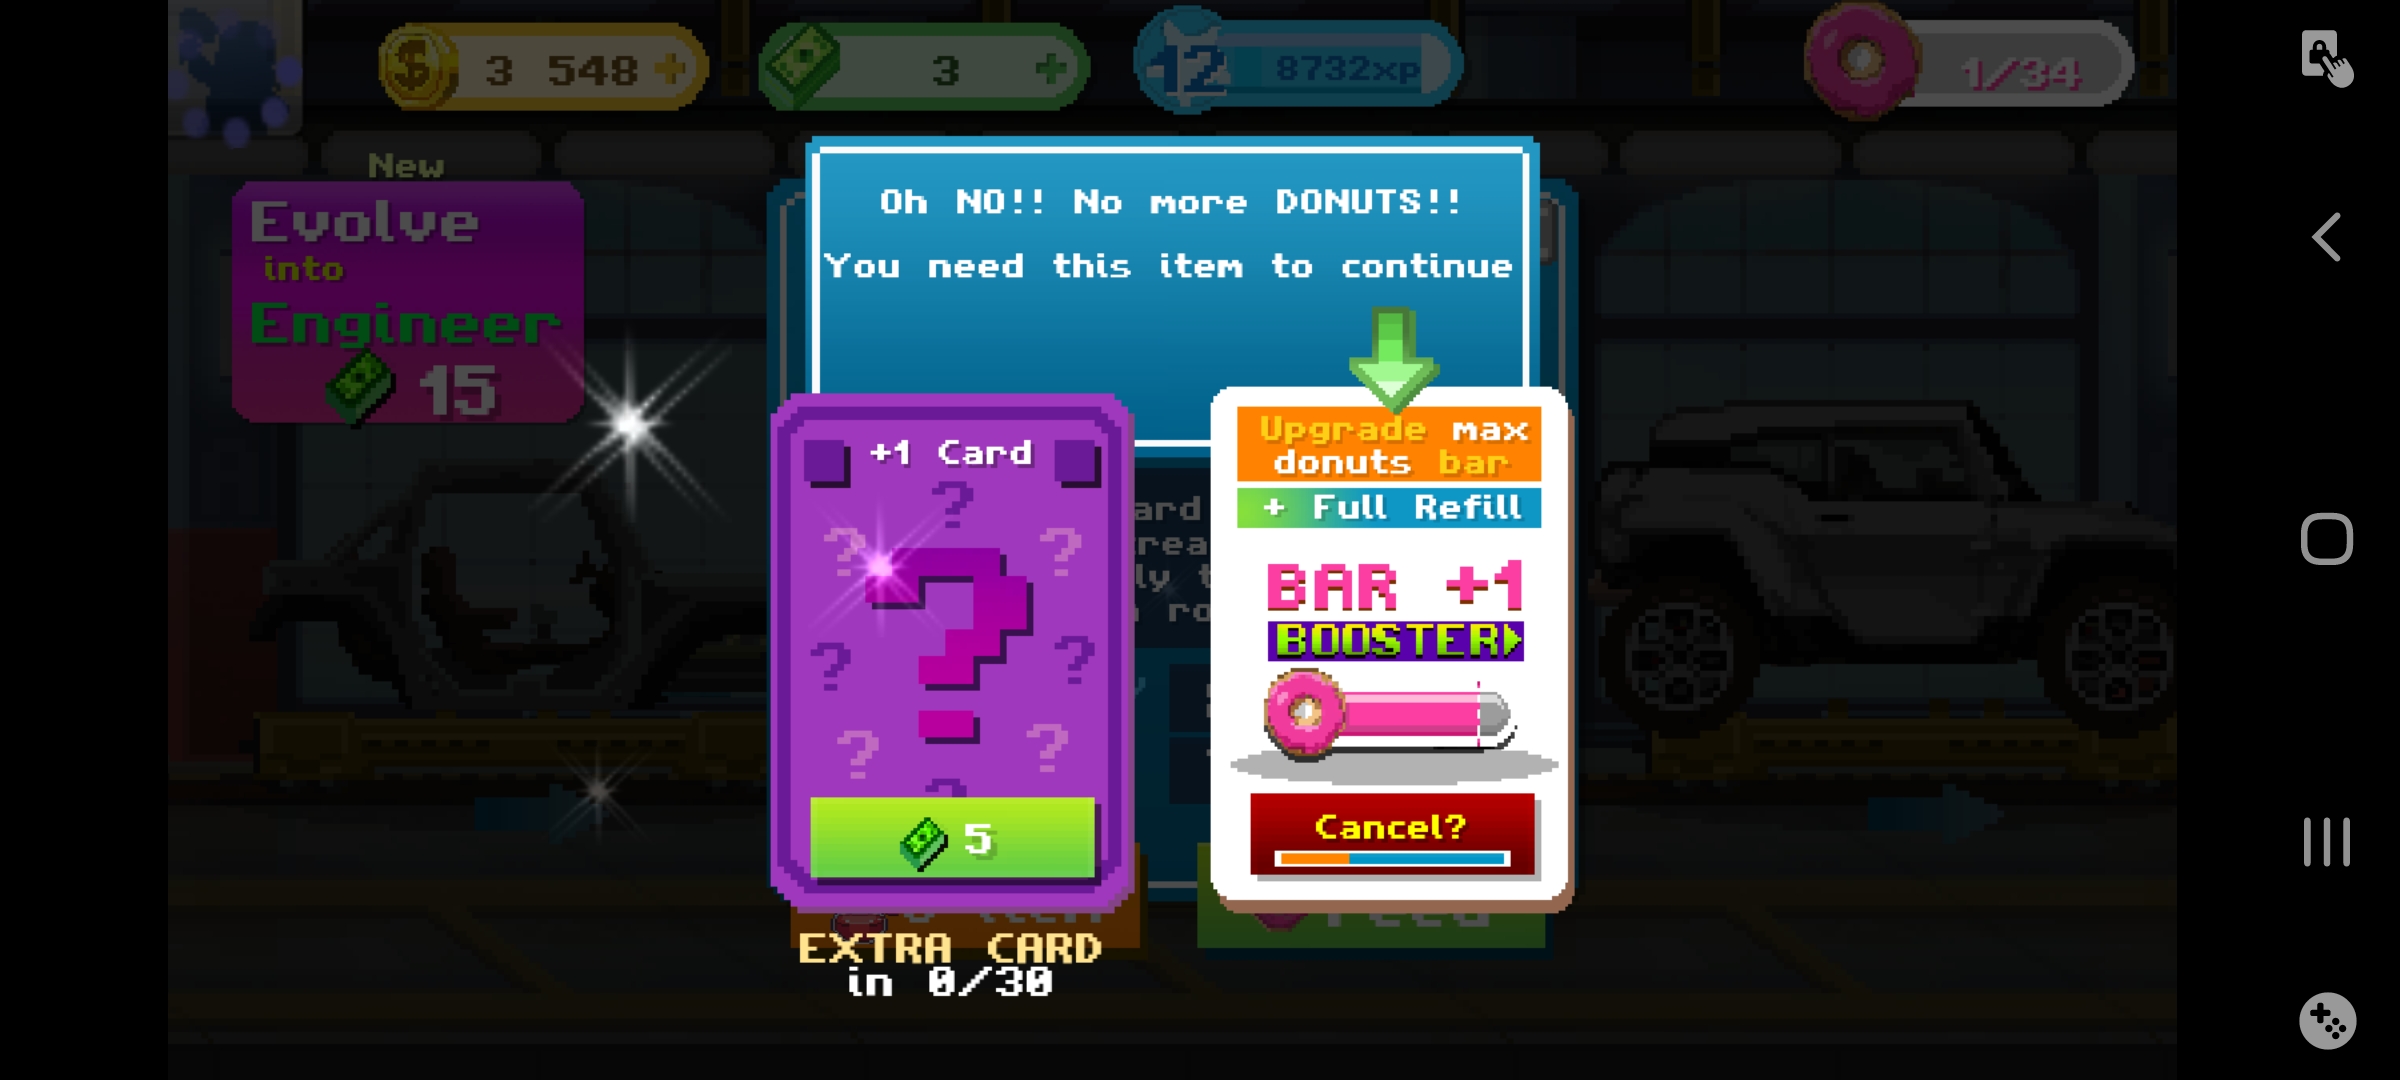 3 548 +
3 +
12 8732xp
1/34
New
Evolve
into
Engineer
15
Oh NO!! No more DONUTS!!
You need this item to continue
+1 Card
?
5
EXTRA CARD
in 0/30
Upgrade max
donuts bar
+ Full Refill
BAR +1
BOOSTER
Cancel?